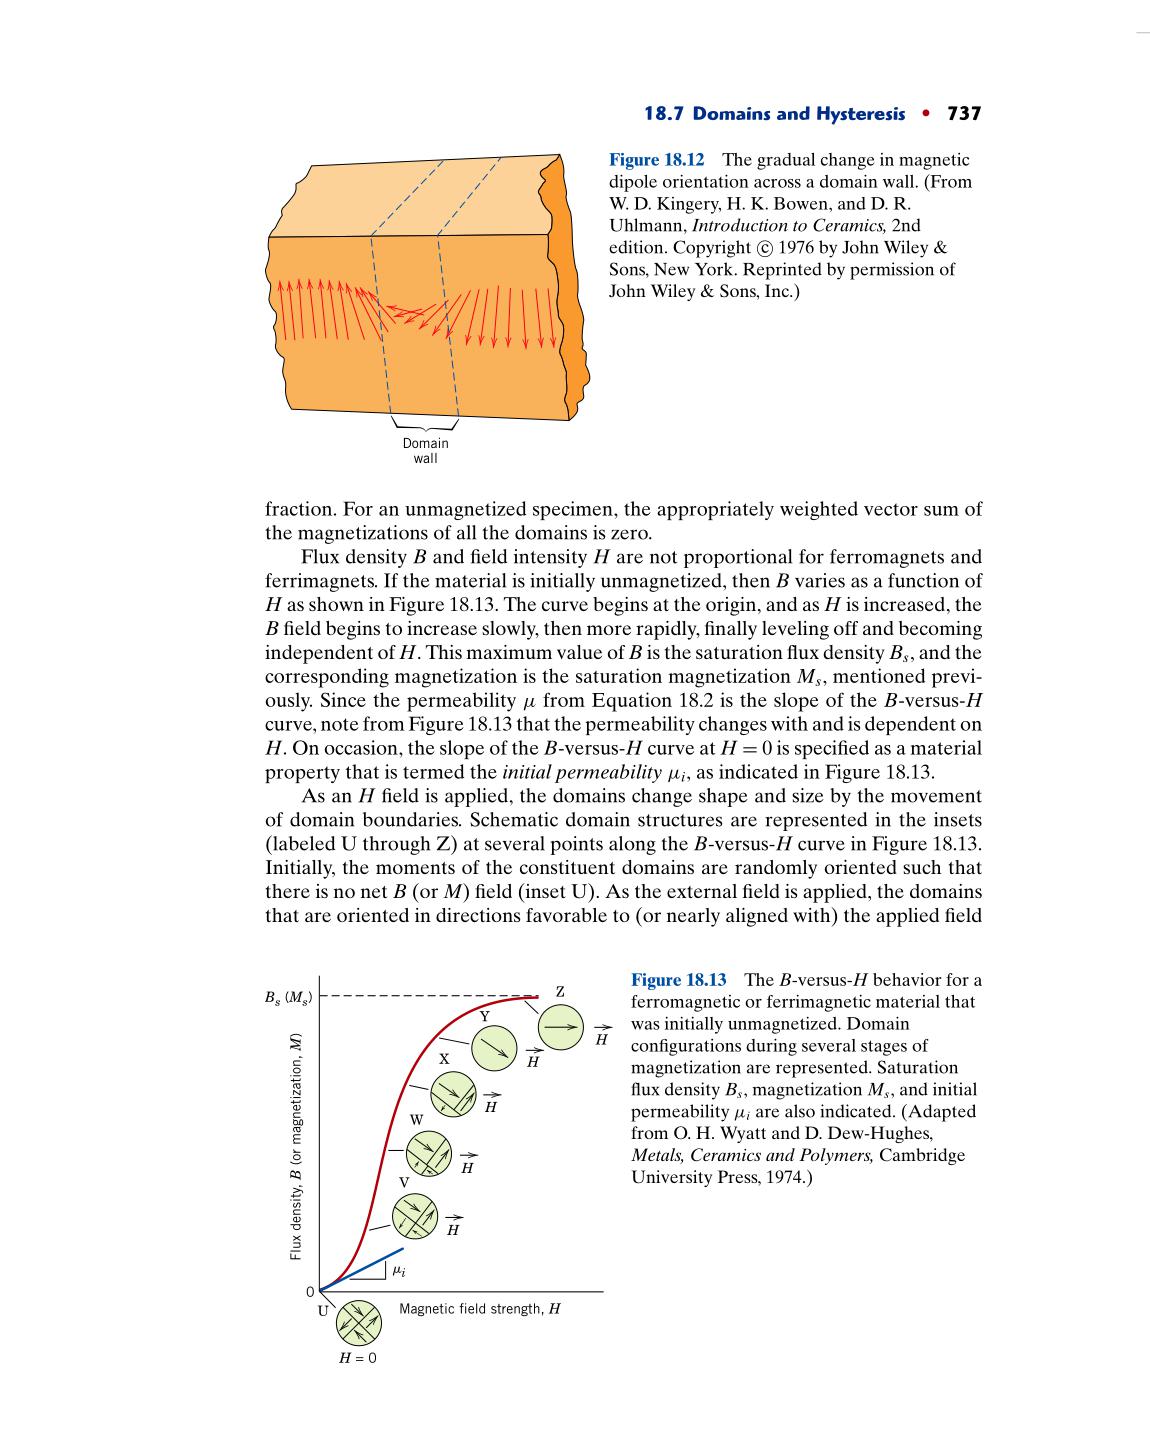 18.7 Domains and Hysteresis • 737
Figure 18.12 The gradual change in magnetic
dipole orientation across a domain wall. (From
W. D. Kingery, H. K. Bowen, and D. R.
Uhlmann, Introduction to Ceramics, 2nd
edition. Copyright © 1976 by John Wiley &
Sons, New York. Reprinted by permission of
John Wiley & Sons, Inc.)
Domain
wall
fraction. For an unmagnetized specimen, the appropriately weighted vector sum of
the magnetizations of all the domains is zero.
Flux density B and field intensity H are not proportional for ferromagnets and
ferrimagnets. If the material is initially unmagnetized, then B varies as a function of
H as shown in Figure 18.13. The curve begins at the origin, and as H is increased, the
B field begins to increase slowly, then more rapidly, finally leveling off and becoming
independent of H. This maximum value of B is the saturation flux density Bs, and the
corresponding magnetization is the saturation magnetization Ms, mentioned previ-
ously. Since the permeability μ from Equation 18.2 is the slope of the B-versus-H
curve, note from Figure 18.13 that the permeability changes with and is dependent on
H. On occasion, the slope of the B-versus-H curve at H = 0 is specified as a material
property that is termed the initial permeability μi, as indicated in Figure 18.13.
As an H field is applied, the domains change shape and size by the movement
of domain boundaries. Schematic domain structures are represented in the insets
(labeled U through Z) at several points along the B-versus-H curve in Figure 18.13.
Initially, the moments of the constituent domains are randomly oriented such that
there is no net B (or M) field (inset U). As the external field is applied, the domains
that are oriented in directions favorable to (or nearly aligned with) the applied field
Bs (Ms)
Flux density, B (or magnetization, M)
Z
H
Y
H
X
H
W
H
V
H
μi
0
U
Magnetic field strength, H
H = 0
Figure 18.13 The B-versus-H behavior for a
ferromagnetic or ferrimagnetic material that
was initially unmagnetized. Domain
configurations during several stages of
magnetization are represented. Saturation
flux density Bs, magnetization Ms, and initial
permeability μi are also indicated. (Adapted
from O. H. Wyatt and D. Dew-Hughes,
Metals, Ceramics and Polymers, Cambridge
University Press, 1974.)